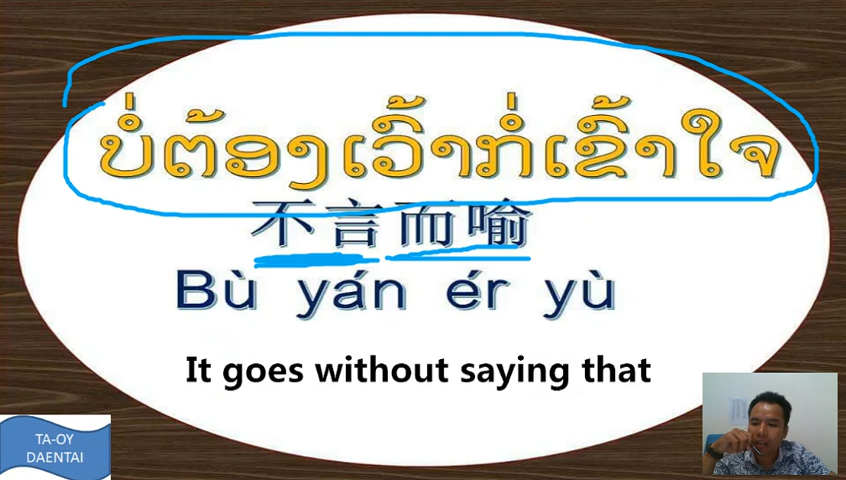 ບໍ່ຕ້ອງເວົ້າກໍ່ເຂົ້າໃຈ
不言而喻
Bù yán ér yù
It goes without saying that
TA-OY
DAENTAI